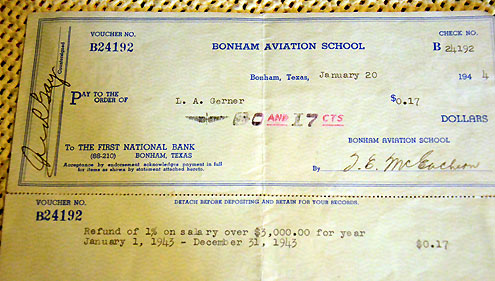 VOUCHER NO.
B24192
BONHAM AVIATION SCHOOL
CHECK NO.
B 24192
Bonham, Texas, January 20 194 4
Countersigned
PAY TO THE
ORDER OF L. A. Gerner $0.17
$0 AND 17 CTS DOLLARS
TO THE FIRST NATIONAL BANK
(88-210) BONHAM, TEXAS
Acceptance by endorsement acknowledges payment in full
for items as shown by statement attached hereto.
BONHAM AVIATION SCHOOL
By J. E. McEachern
VOUCHER NO.
B24192
DETACH BEFORE DEPOSITING AND RETAIN FOR YOUR RECORDS.
Refund of 1% on salary over $3,000.00 for year
January 1, 1943 - December 31, 1943 $0.17